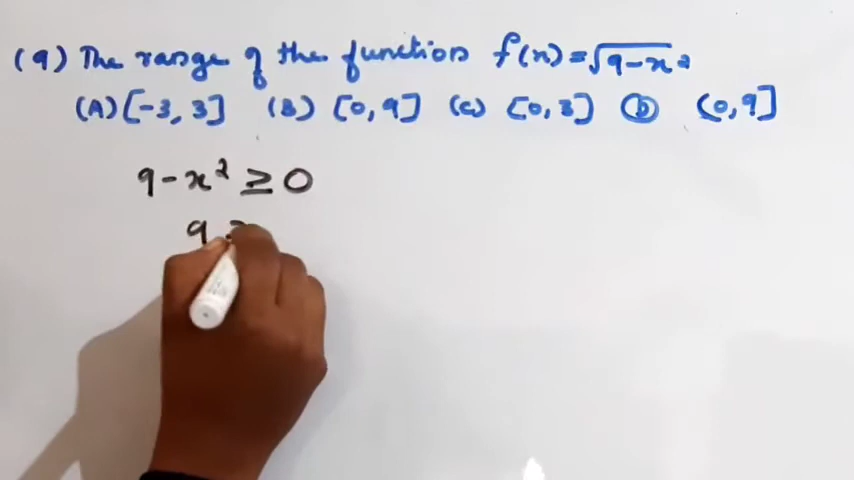 (9) The range of the function f(x)=√9-x²
(A) [-3, 3] (B) [0, 9] (C) [0, 3] (D) (0, 9]
9-x² ≥ 0
9 ≥